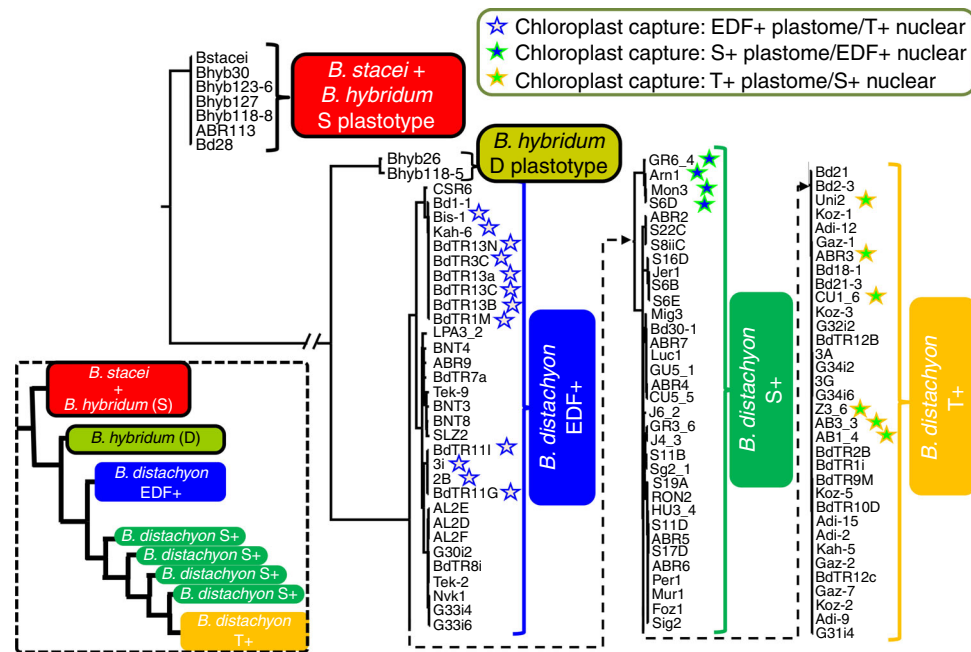 Chloroplast capture: EDF+ plastome/T+ nuclear
Chloroplast capture: S+ plastome/EDF+ nuclear
Chloroplast capture: T+ plastome/S+ nuclear
Bstacei
Bhyb30
Bhyb123-6
Bhyb127
Bhyb118-8
ABR113
Bd28
B. stacei +
B. hybridum
S plastotype
Bhyb26
Bhyb118-5
B. hybridum
D plastotype
CSR6
Bd1-1
Bis-1
Kah-6
BdTR13N
BdTR3C
BdTR13a
BdTR13C
BdTR13B
BdTR1M
LPA3_2
BNT4
ABR9
BdTR7a
Tek-9
BNT3
BNT8
SLZ2
BdTR11I
3i
2B
BdTR11G
AL2E
AL2D
AL2F
G30i2
BdTR8i
Tek-2
Nvk1
G33i4
G33i6
B. distachyon
EDF+
GR6_4
Arn1
Mon3
S6D
ABR2
S22C
S8iiC
S16D
Jer1
S6B
S6E
Mig3
Bd30-1
ABR7
Luc1
GU5_1
ABR4
CU5_5
J6_2
GR3_6
J4_3
S11B
Sg2_1
S19A
RON2
HU3_4
S11D
ABR5
S17D
ABR6
Per1
Mur1
Foz1
Sig2
B. distachyon
S+
Bd21
Bd2-3
Uni2
Koz-1
Adi-12
Gaz-1
ABR3
Bd18-1
Bd21-3
CU1_6
Koz-3
G32i2
BdTR12B
3A
G34i2
3G
G34i6
Z3_6
AB3_3
AB1_4
BdTR2B
BdTR1i
BdTR9M
Koz-5
BdTR10D
Adi-15
Adi-2
Kah-5
Gaz-2
BdTR12c
Gaz-7
Koz-2
Adi-9
G31i4
B. distachyon
T+
B. stacei
+
B. hybridum (S)
B. hybridum (D)
B. distachyon
EDF+
B. distachyon S+
B. distachyon S+
B. distachyon S+
B. distachyon S+
B. distachyon
T+